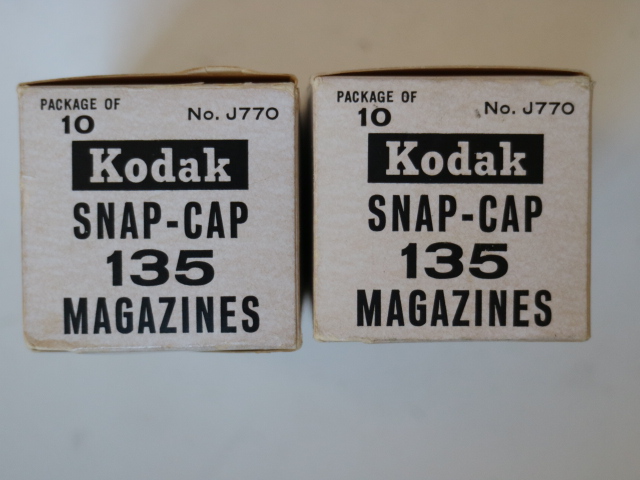 PACKAGE OF
10
No. J770
Kodak
SNAP-CAP
135
MAGAZINES
PACKAGE OF
10
No. J770
Kodak
SNAP-CAP
135
MAGAZINES